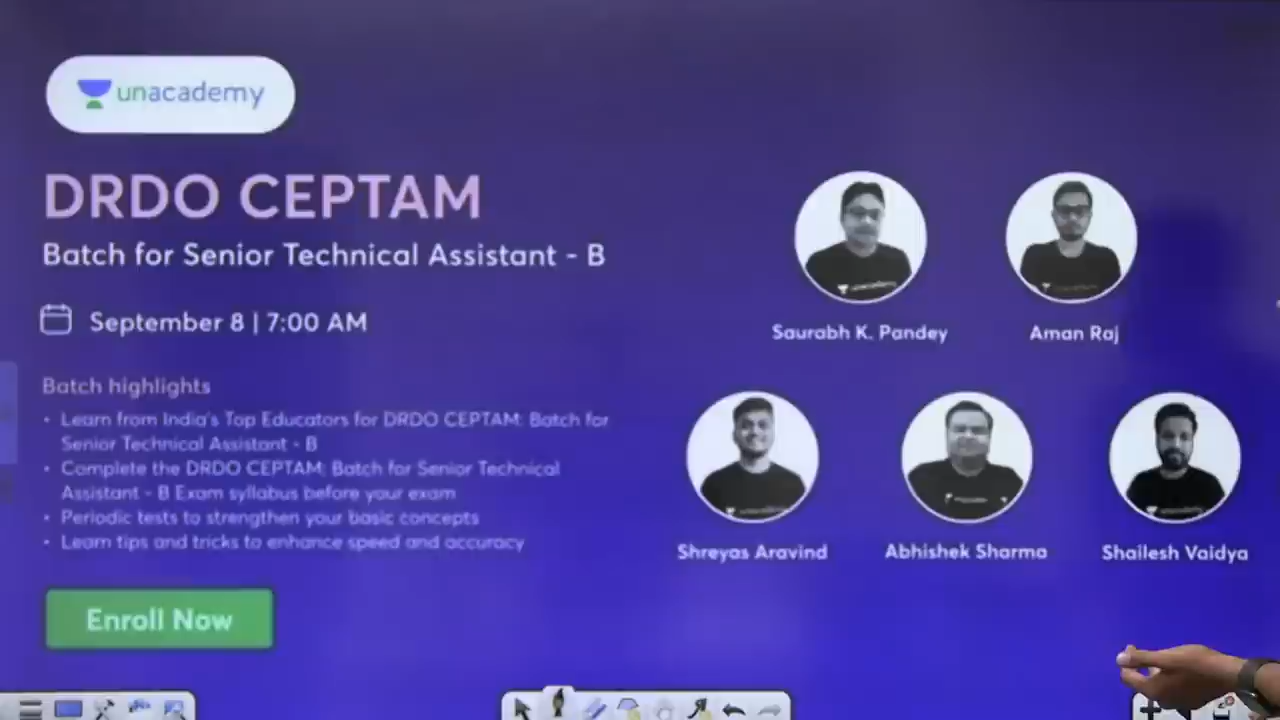 unacademy
DRDO CEPTAM
Batch for Senior Technical Assistant - B
September 8 | 7:00 AM
Batch highlights
• Learn from India's Top Educators for DRDO CEPTAM: Batch for
Senior Technical Assistant - B
• Complete the DRDO CEPTAM: Batch for Senior Technical
Assistant - B Exam syllabus before your exam
• Periodic tests to strengthen your basic concepts
• Learn tips and tricks to enhance speed and accuracy
Enroll Now
Saurabh K. Pandey
Aman Raj
Shreyas Aravind
Abhishek Sharma
Shailesh Vaidya